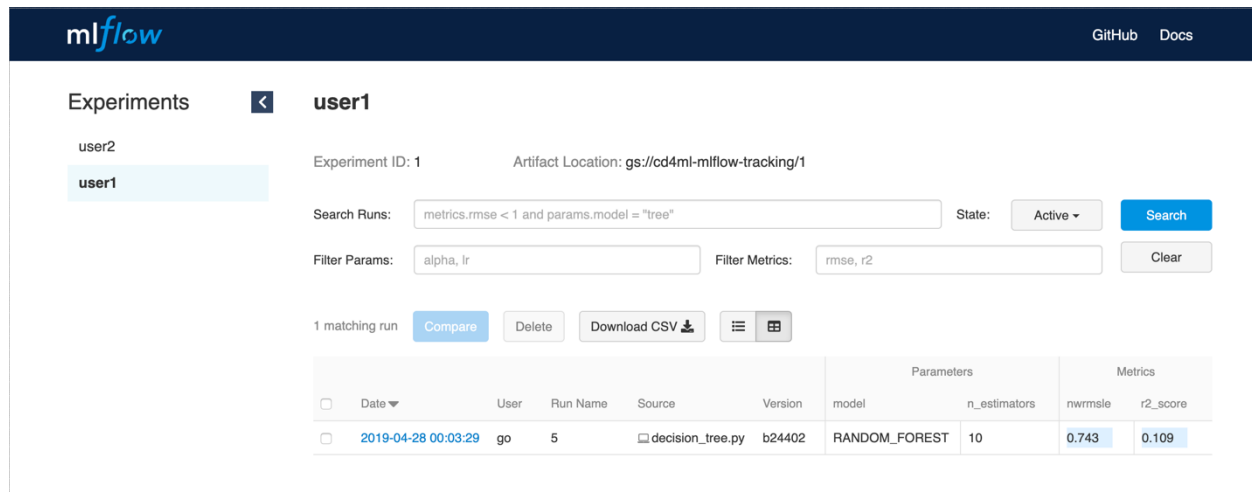 mlflow GitHub Docs
Experiments user1
user2
user1
Experiment ID: 1 Artifact Location: gs://cd4ml-mlflow-tracking/1
Search Runs: metrics.rmse < 1 and params.model = "tree" State: Active Search
Filter Params: alpha, lr Filter Metrics: rmse, r2 Clear
1 matching run Compare Delete Download CSV
Parameters Metrics
Date User Run Name Source Version model n_estimators nwrmsle r2_score
2019-04-28 00:03:29 go 5 decision_tree.py b24402 RANDOM_FOREST 10 0.743 0.109